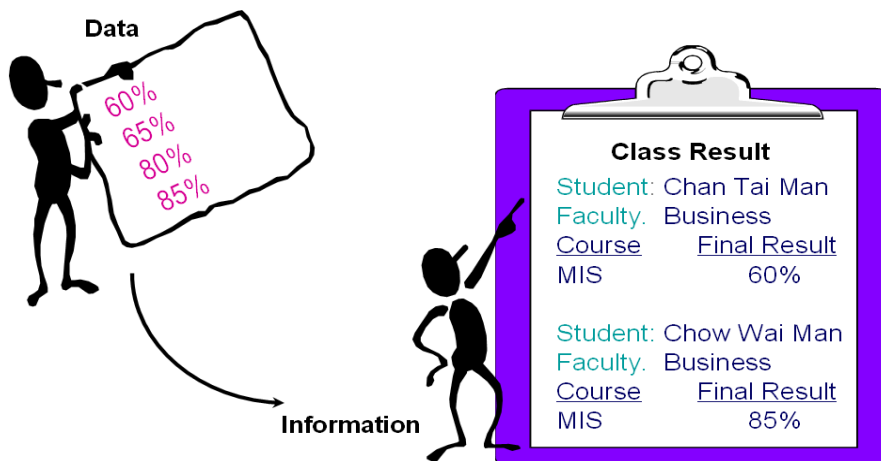 Data
60%
65%
80%
85%
Information
Class Result
Student: Chan Tai Man
Faculty. Business
Course Final Result
MIS 60%
Student: Chow Wai Man
Faculty. Business
Course Final Result
MIS 85%